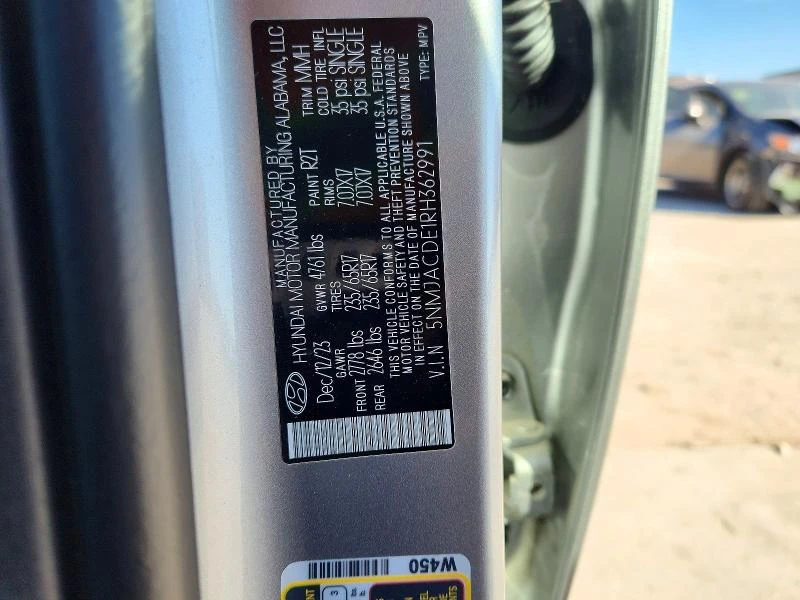 MANUFACTURED BY
HYUNDAI MOTOR MANUFACTURING ALABAMA, LLC
Dec/12/23 GVWR 4761 lbs PAINT R2T TRIM MMH
GAWR TIRES RIMS COLD TIRE INFL
FRONT 2778 lbs 235/65R17 7.0JX17 35 psi SINGLE
REAR 2646 lbs 235/65R17 7.0JX17 35 psi SINGLE
THIS VEHICLE CONFORMS TO ALL APPLICABLE U.S.A. FEDERAL
MOTOR VEHICLE SAFETY AND THEFT PREVENTION STANDARDS
IN EFFECT ON THE DATE OF MANUFACTURE SHOWN ABOVE
V.I.N 5NMJACDE1RH362991 TYPE: MPV
W450
3